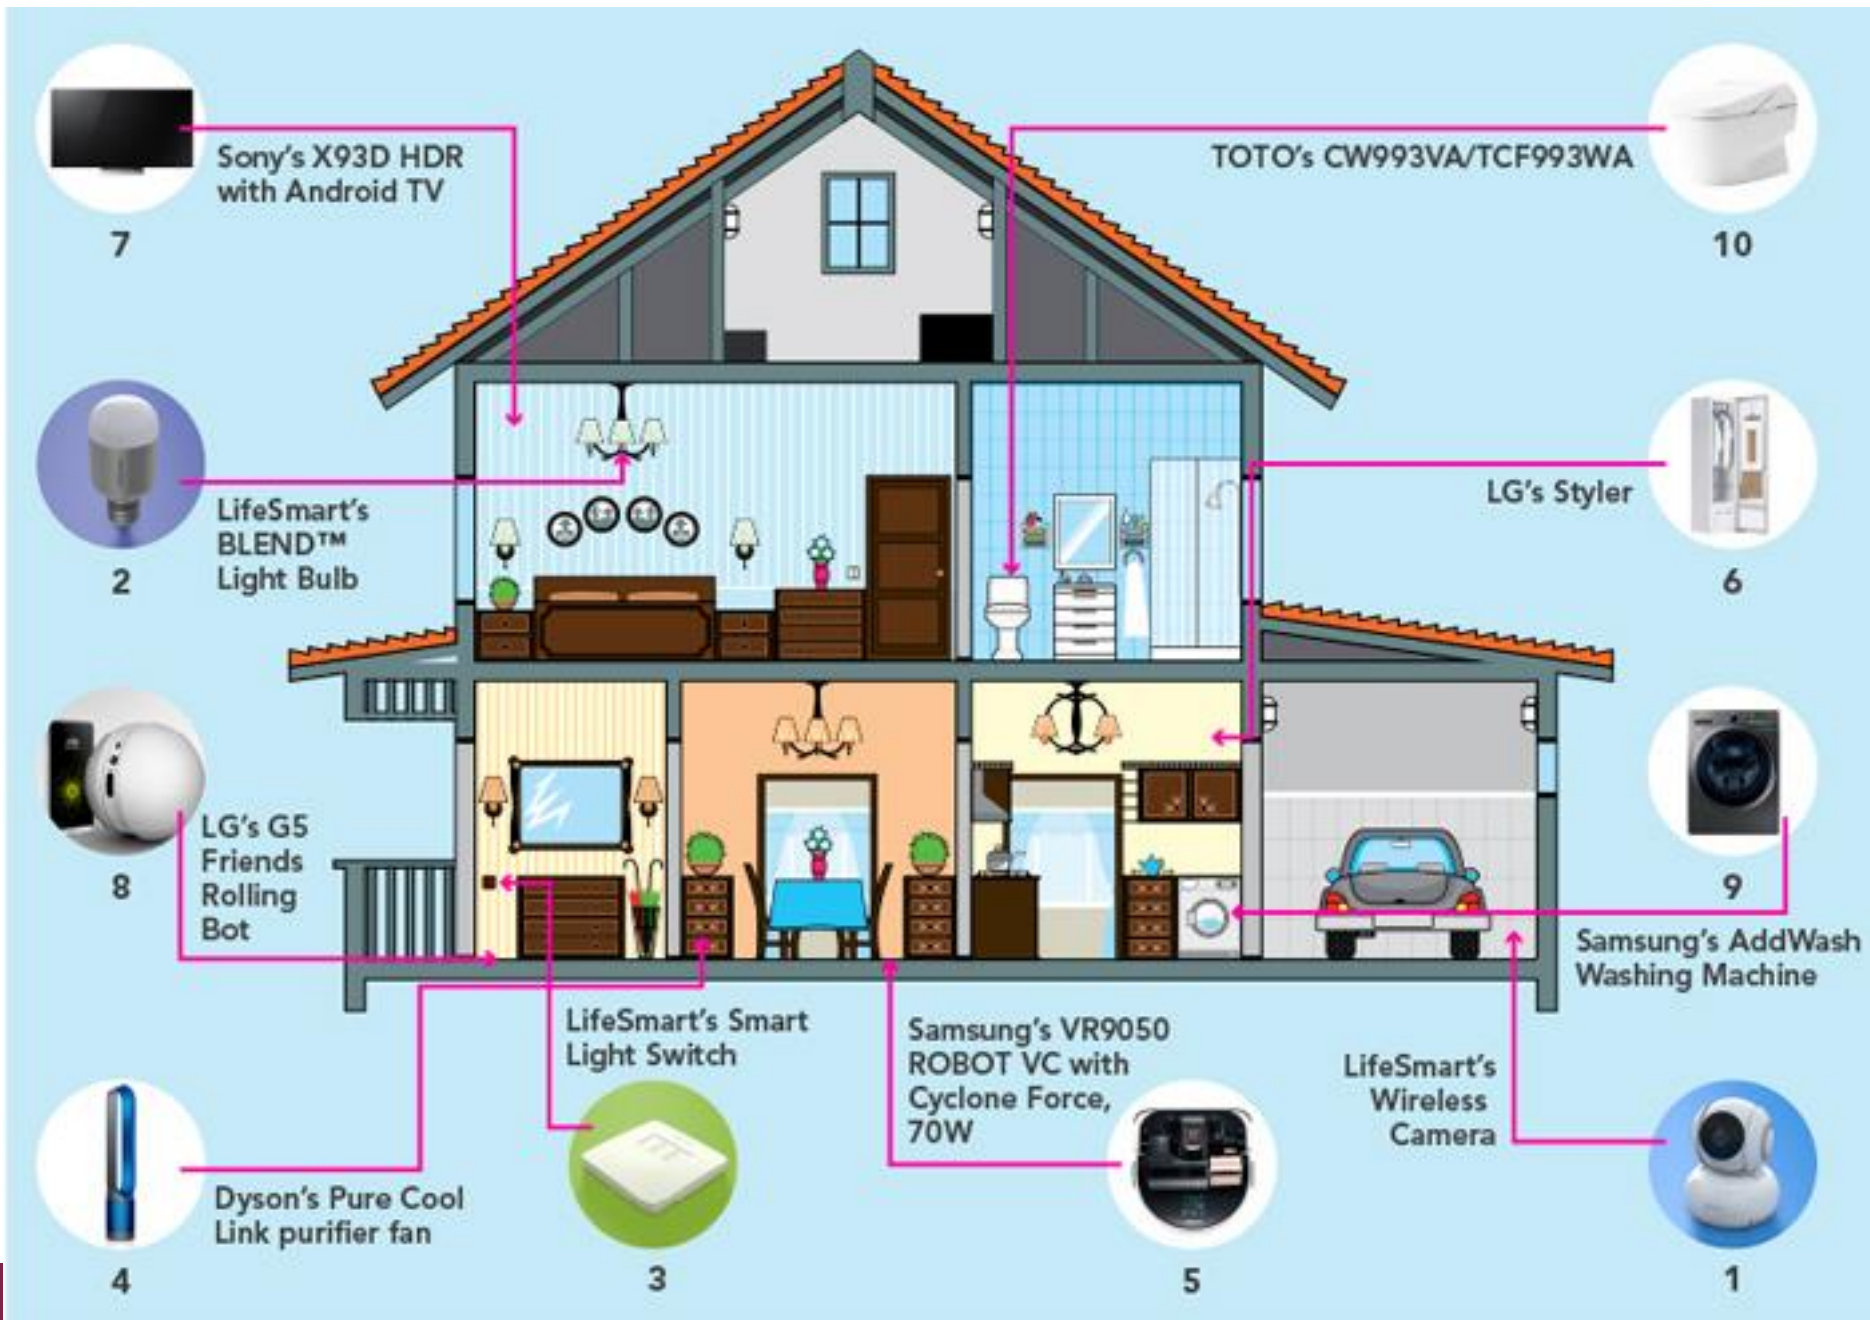 Sony's X93D HDR
with Android TV
7
TOTO's CW993VA/TCF993WA
10
LifeSmart's
BLEND™
Light Bulb
2
LG's Styler
6
LG's G5
Friends
Rolling
Bot
8
9
Samsung's AddWash
Washing Machine
LifeSmart's Smart
Light Switch
3
Samsung's VR9050
ROBOT VC with
Cyclone Force,
70W
5
LifeSmart's
Wireless
Camera
1
Dyson's Pure Cool
Link purifier fan
4